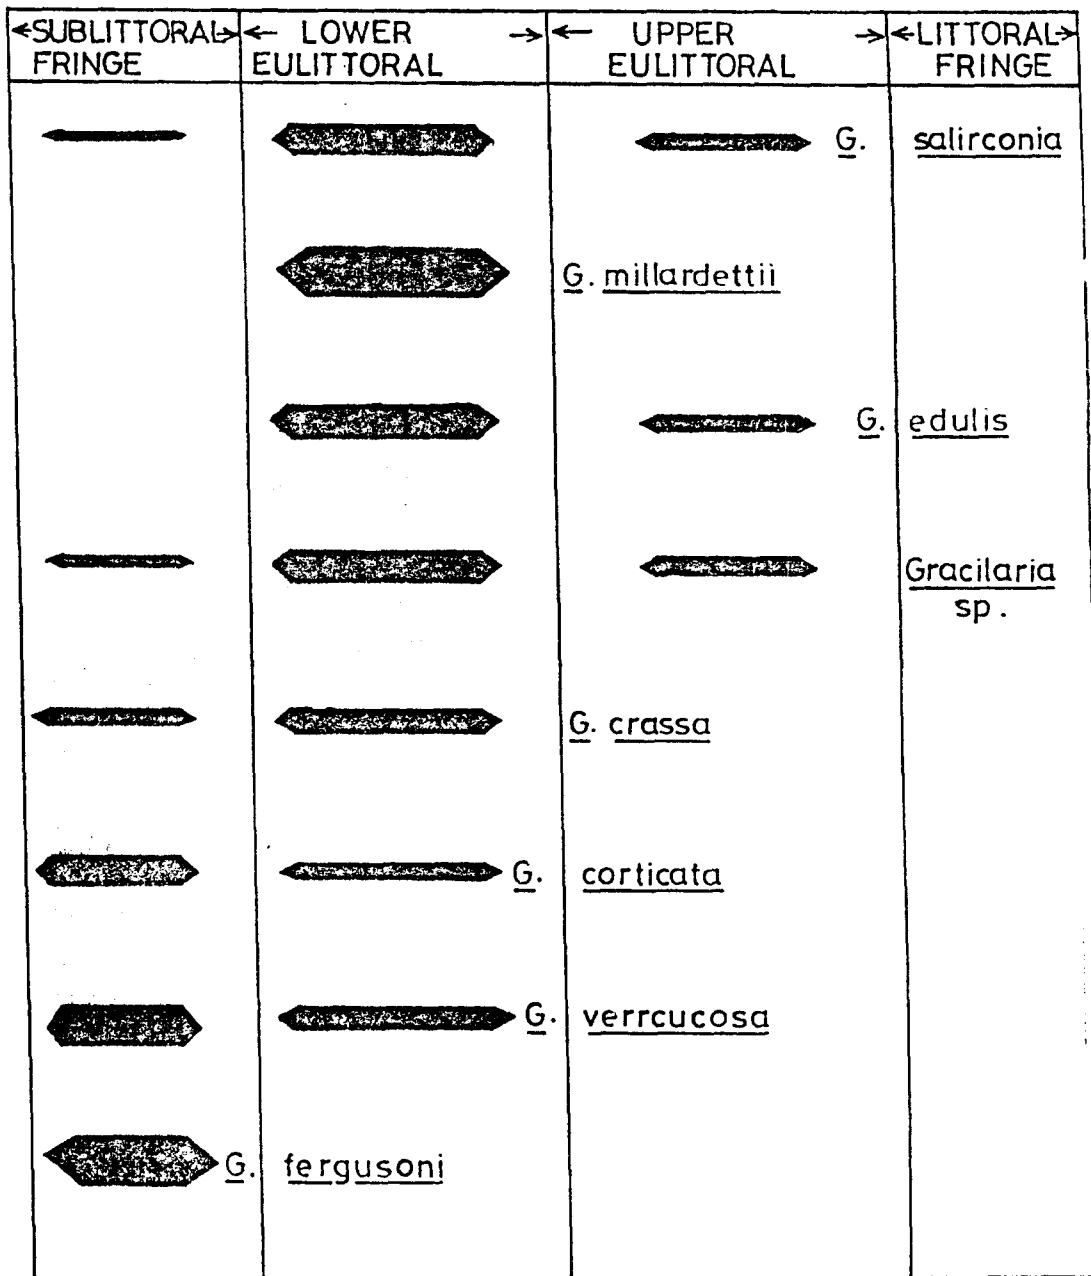 SUBLITTORAL FRINGE
LOWER EULITTORAL
UPPER EULITTORAL
LITTORAL FRINGE
G. salirconia
G. millardettii
G. edulis
Gracilaria
sp.
G. crassa
G. corticata
G. verrcucosa
G. fergusoni